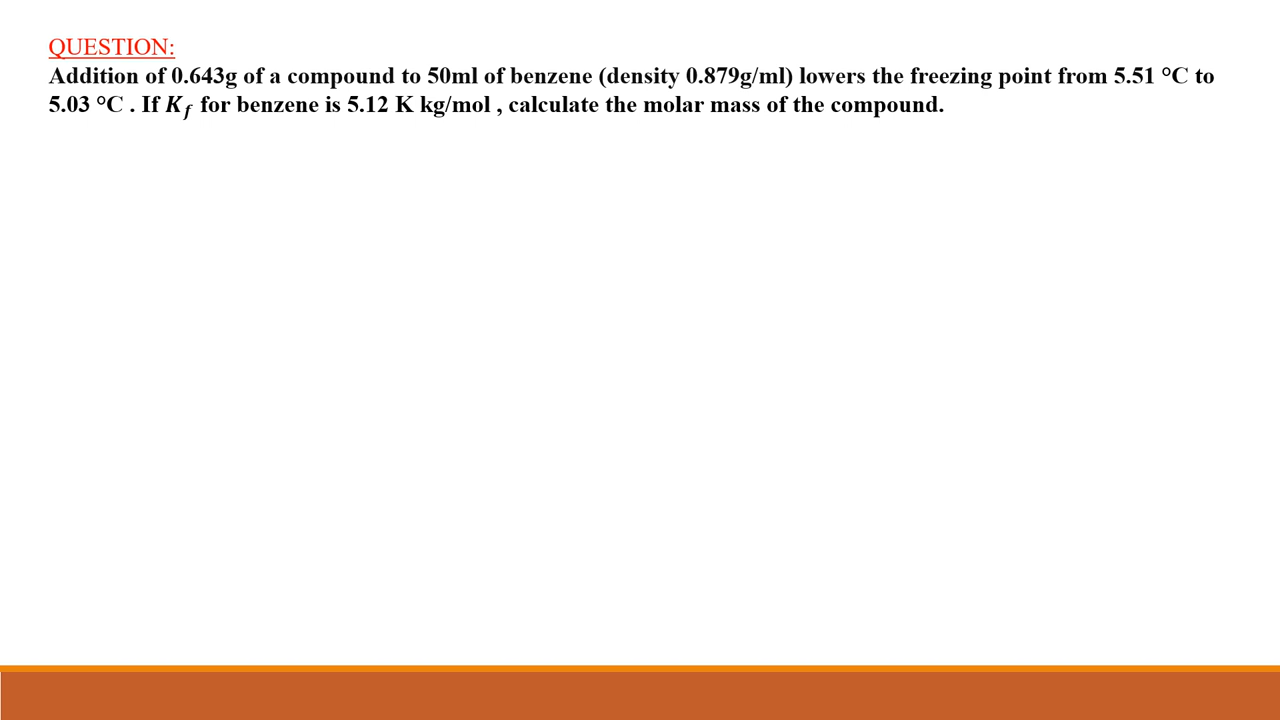 QUESTION:
Addition of 0.643g of a compound to 50ml of benzene (density 0.879g/ml) lowers the freezing point from 5.51 °C to
5.03 °C . If 𝑲𝒇 for benzene is 5.12 K kg/mol , calculate the molar mass of the compound.